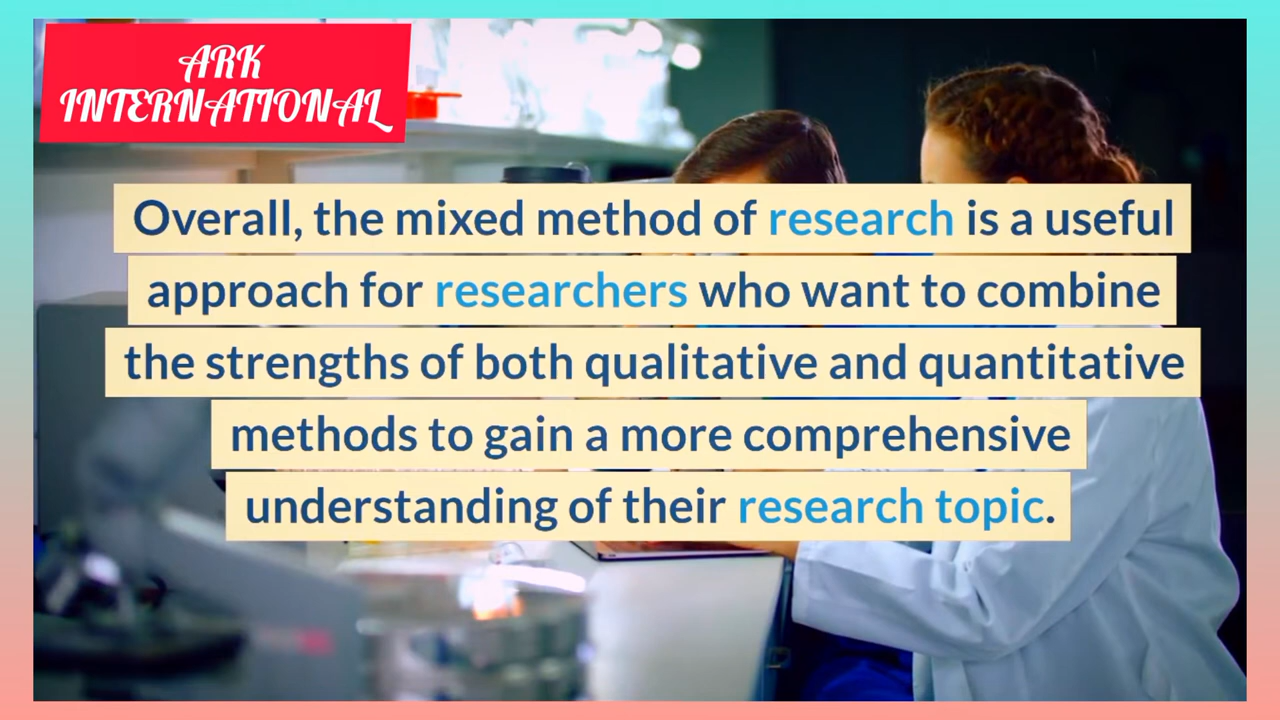 ARK
INTERNATIONAL
Overall, the mixed method of research is a useful
approach for researchers who want to combine
the strengths of both qualitative and quantitative
methods to gain a more comprehensive
understanding of their research topic.